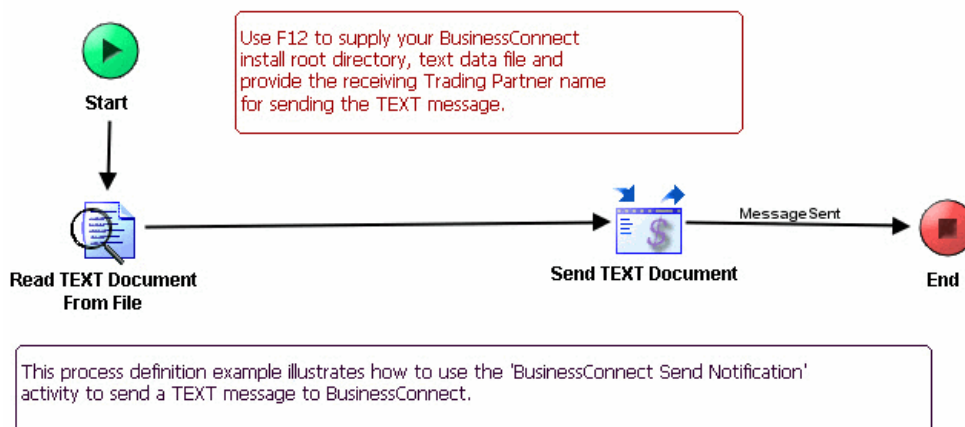 Use F12 to supply your BusinessConnect
install root directory, text data file and
provide the receiving Trading Partner name
for sending the TEXT message.
Start
MessageSent
Read TEXT Document
From File
Send TEXT Document
End
This process definition example illustrates how to use the 'BusinessConnect Send Notification'
activity to send a TEXT message to BusinessConnect.